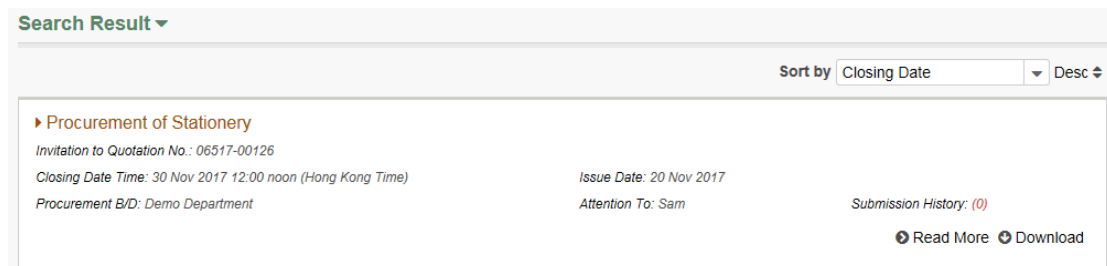 Search Result
Sort by Closing Date Desc
Procurement of Stationery
Invitation to Quotation No.: 06517-00126
Closing Date Time: 30 Nov 2017 12:00 noon (Hong Kong Time) Issue Date: 20 Nov 2017
Procurement B/D: Demo Department Attention To: Sam Submission History: (0)
Read More Download